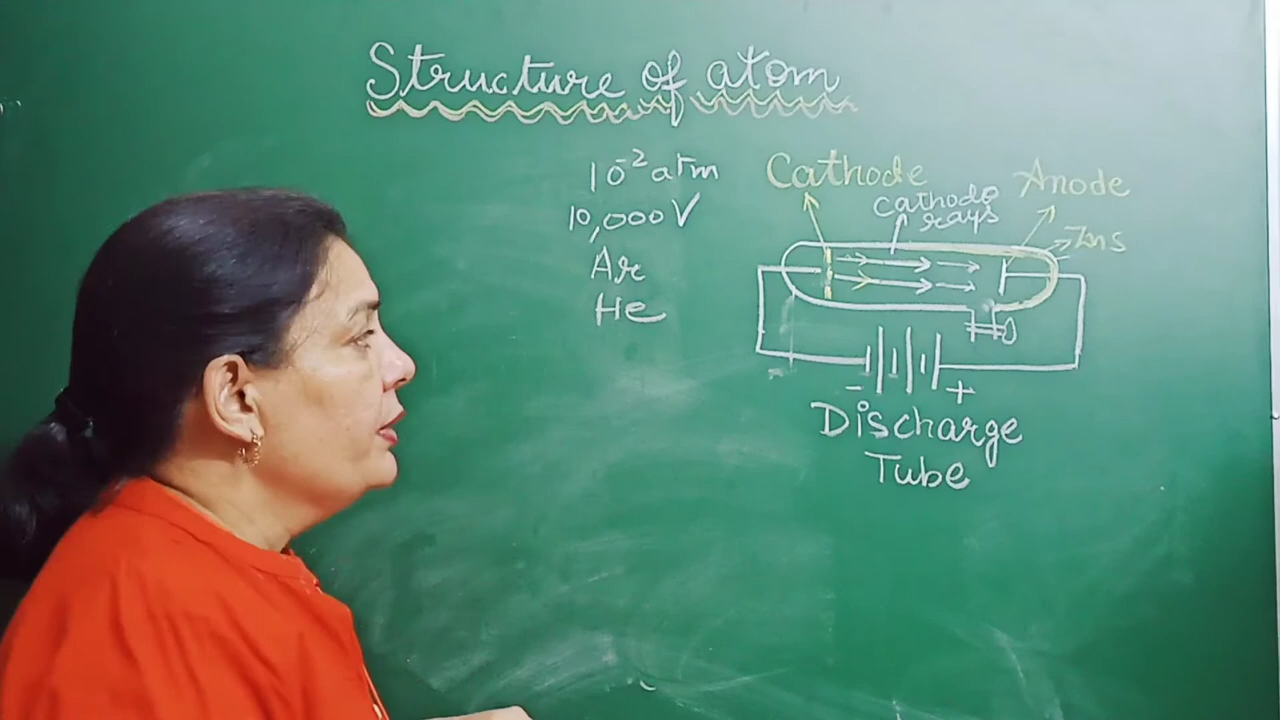 Structure of atom
10⁻² atm
10,000 V
Ar
He
Cathode
Cathode
rays
Anode
Zns
-
+
Discharge
Tube